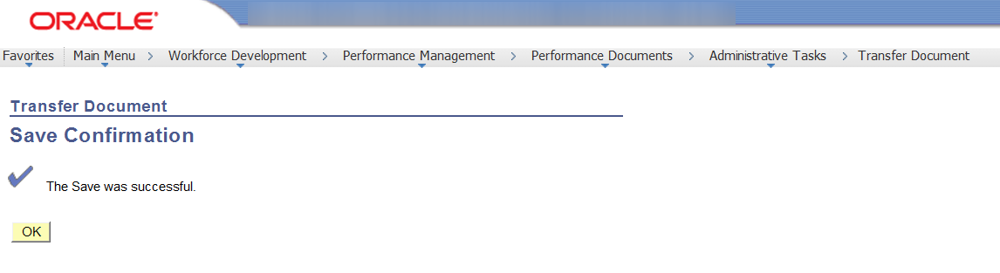 ORACLE
Favorites Main Menu > Workforce Development > Performance Management > Performance Documents > Administrative Tasks > Transfer Document
Transfer Document
Save Confirmation
The Save was successful.
OK